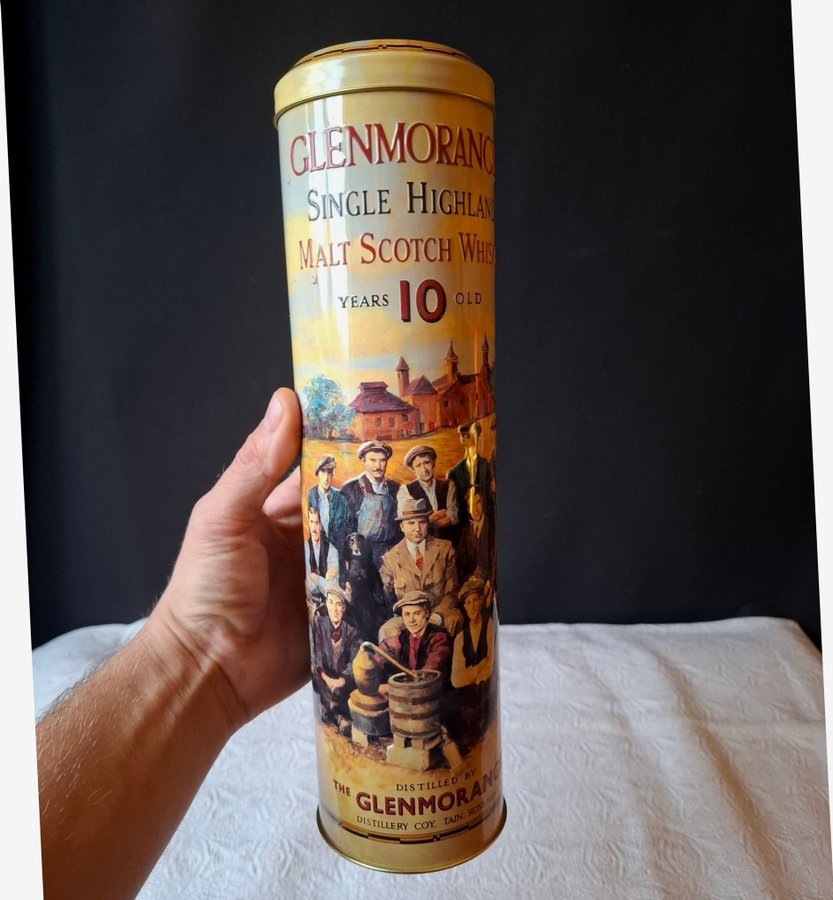 GLENMORANG
SINGLE HIGHLAN
MALT SCOTCH WHIS
YEARS 10 OLD
DISTILLED BY
THE GLENMORANG
DISTILLERY COY. TAIN, ROSS